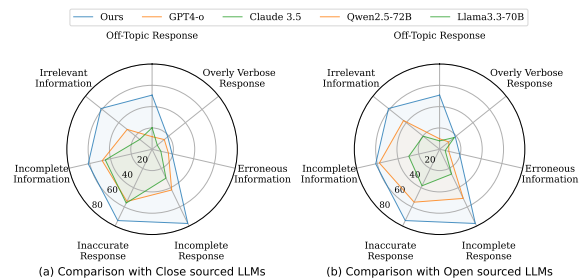 Ours GPT4-o Claude 3.5 Qwen2.5-72B Llama3.3-70B
Off-Topic Response Off-Topic Response
Irrelevant Information Overly Verbose Response Irrelevant Information Overly Verbose Response
20 20
Incomplete Information 40 Erroneous Information Incomplete Information 40 Erroneous Information
60 60
80 80
Inaccurate Response Incomplete Response Inaccurate Response Incomplete Response
(a) Comparison with Close sourced LLMs (b) Comparison with Open sourced LLMs